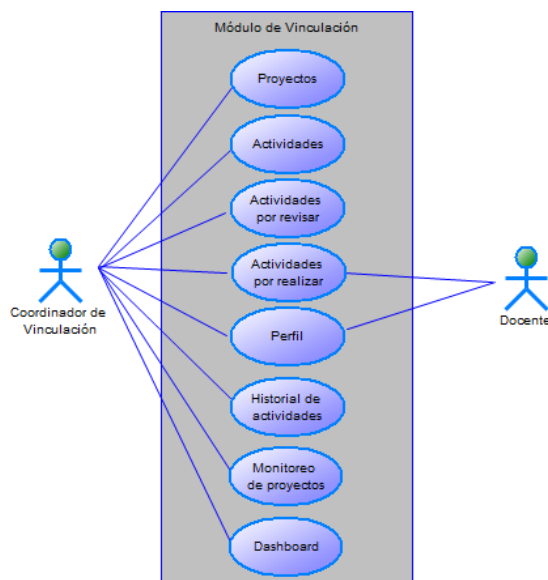 Módulo de Vinculación
Proyectos
Actividades
Actividades
por revisar
Actividades
por realizar
Perfil
Historial de
actividades
Monitoreo
de proyectos
Dashboard
Coordinador de
Vinculación
Docente